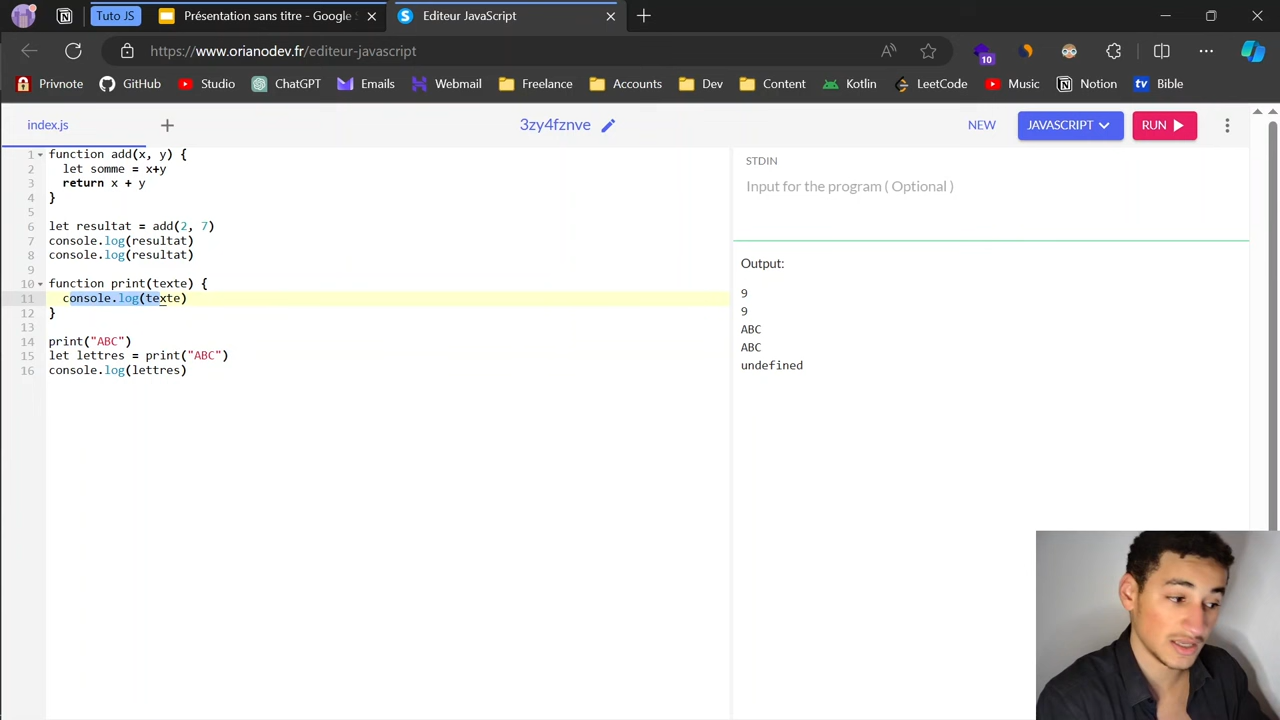 Tuto JS
Présentation sans titre - Google S
Editeur JavaScript
https://www.orianodev.fr/editeur-javascript
10
Privnote
GitHub
Studio
ChatGPT
Emails
Webmail
Freelance
Accounts
Dev
Content
Kotlin
LeetCode
Music
Notion
tv Bible
index.js
3zy4fznve
NEW
JAVASCRIPT
RUN
1 function add(x, y) {
2 let somme = x+y
3 return x + y
4 }
5
6 let resultat = add(2, 7)
7 console.log(resultat)
8 console.log(resultat)
9
10 function print(texte) {
11 console.log(texte)
12 }
13
14 print("ABC")
15 let lettres = print("ABC")
16 console.log(lettres)
STDIN
Input for the program ( Optional )
Output:
9
9
ABC
ABC
undefined